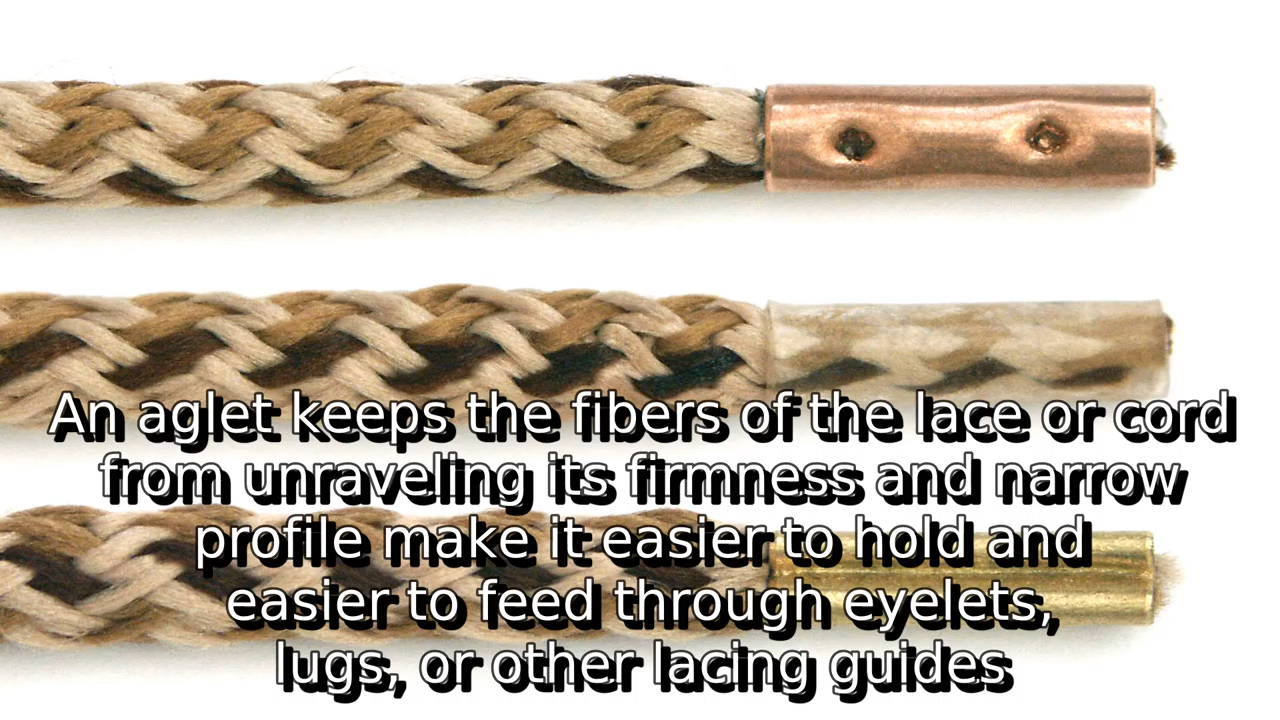 An aglet keeps the fibers of the lace or cord
from unraveling its firmness and narrow
profile make it easier to hold and
easier to feed through eyelets,
lugs, or other lacing guides